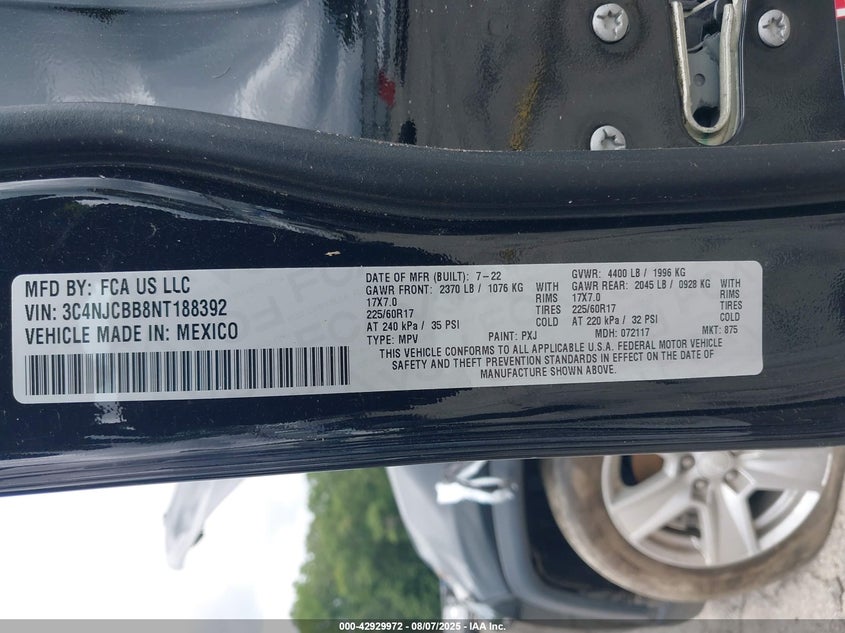 MFD BY: FCA US LLC
VIN: 3C4NJCBB8NT188392
VEHICLE MADE IN: MEXICO
DATE OF MFR (BUILT): 7-22
GAWR FRONT: 2370 LB / 1076 KG WITH
17X7.0 RIMS
225/60R17 TIRES
AT 240 kPa / 35 PSI COLD
GVWR: 4400 LB / 1996 KG
GAWR REAR: 2045 LB / 0928 KG WITH
17X7.0 RIMS
225/60R17 TIRES
AT 220 kPa / 32 PSI COLD
TYPE: MPV PAINT: PXJ MDH: 072117 MKT: 875
THIS VEHICLE CONFORMS TO ALL APPLICABLE U.S.A. FEDERAL MOTOR VEHICLE
SAFETY AND THEFT PREVENTION STANDARDS IN EFFECT ON THE DATE OF
MANUFACTURE SHOWN ABOVE.
000-42929972 - 08/07/2025 - IAA Inc.